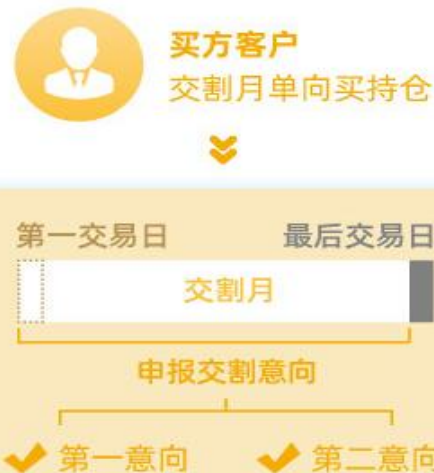 买方客户
交割月单向买持仓
第一交易日 最后交易日
交割月
申报交割意向
第一意向 第二意向